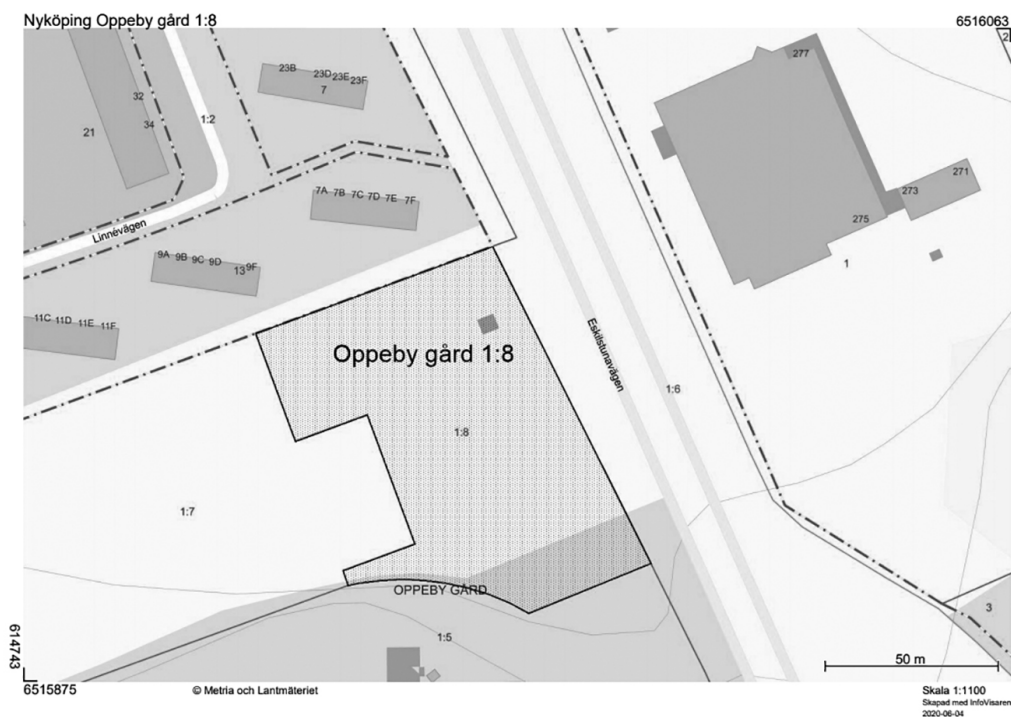 Nyköping Oppeby gård 1:8
6516063
2
277
23B 23D 23E 23F
7
32
34
1:2
21
271
273
7A 7B 7C 7D 7E 7F
275
Linnévägen
9A 9B 9C 9D 13 9F
1
11C 11D 11E 11F
Oppeby gård 1:8
Eskilstunavägen
1:6
1:8
1:7
OPPEBY GÅRD
3
1:5
614743
50 m
6515875
© Metria och Lantmäteriet
Skala 1:1100
Skapad med InfoVisaren
2020-06-04